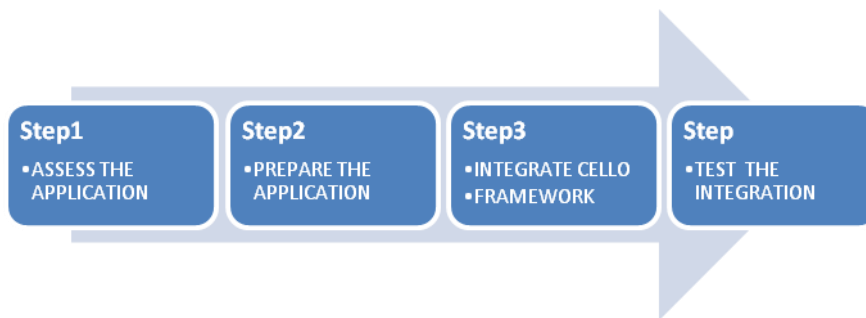 Step1
•ASSESS THE
APPLICATION
Step2
•PREPARE THE
APPLICATION
Step3
•INTEGRATE CELLO
•FRAMEWORK
Step
•TEST THE
INTEGRATION